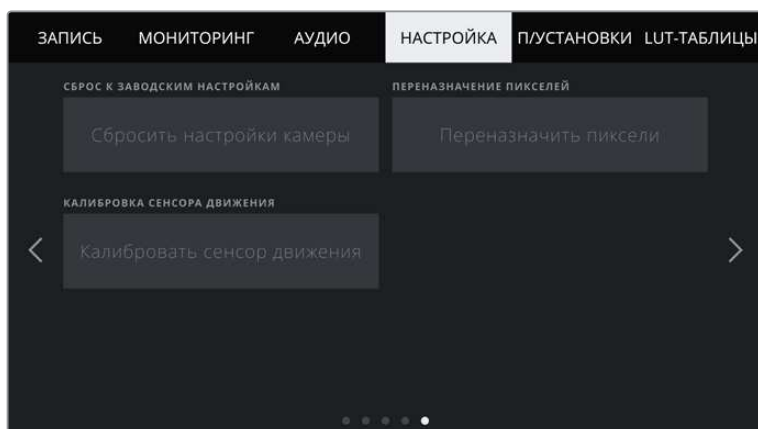 ЗАПИСЬ МОНИТОРИНГ АУДИО НАСТРОЙКА П/УСТАНОВКИ LUT-ТАБЛИЦЫ
СБРОС К ЗАВОДСКИМ НАСТРОЙКАМ ПЕРЕНАЗНАЧЕНИЕ ПИКСЕЛЕЙ
Сбросить настройки камеры Переназначить пиксели
КАЛИБРОВКА СЕНСОРА ДВИЖЕНИЯ
Калибровать сенсор движения